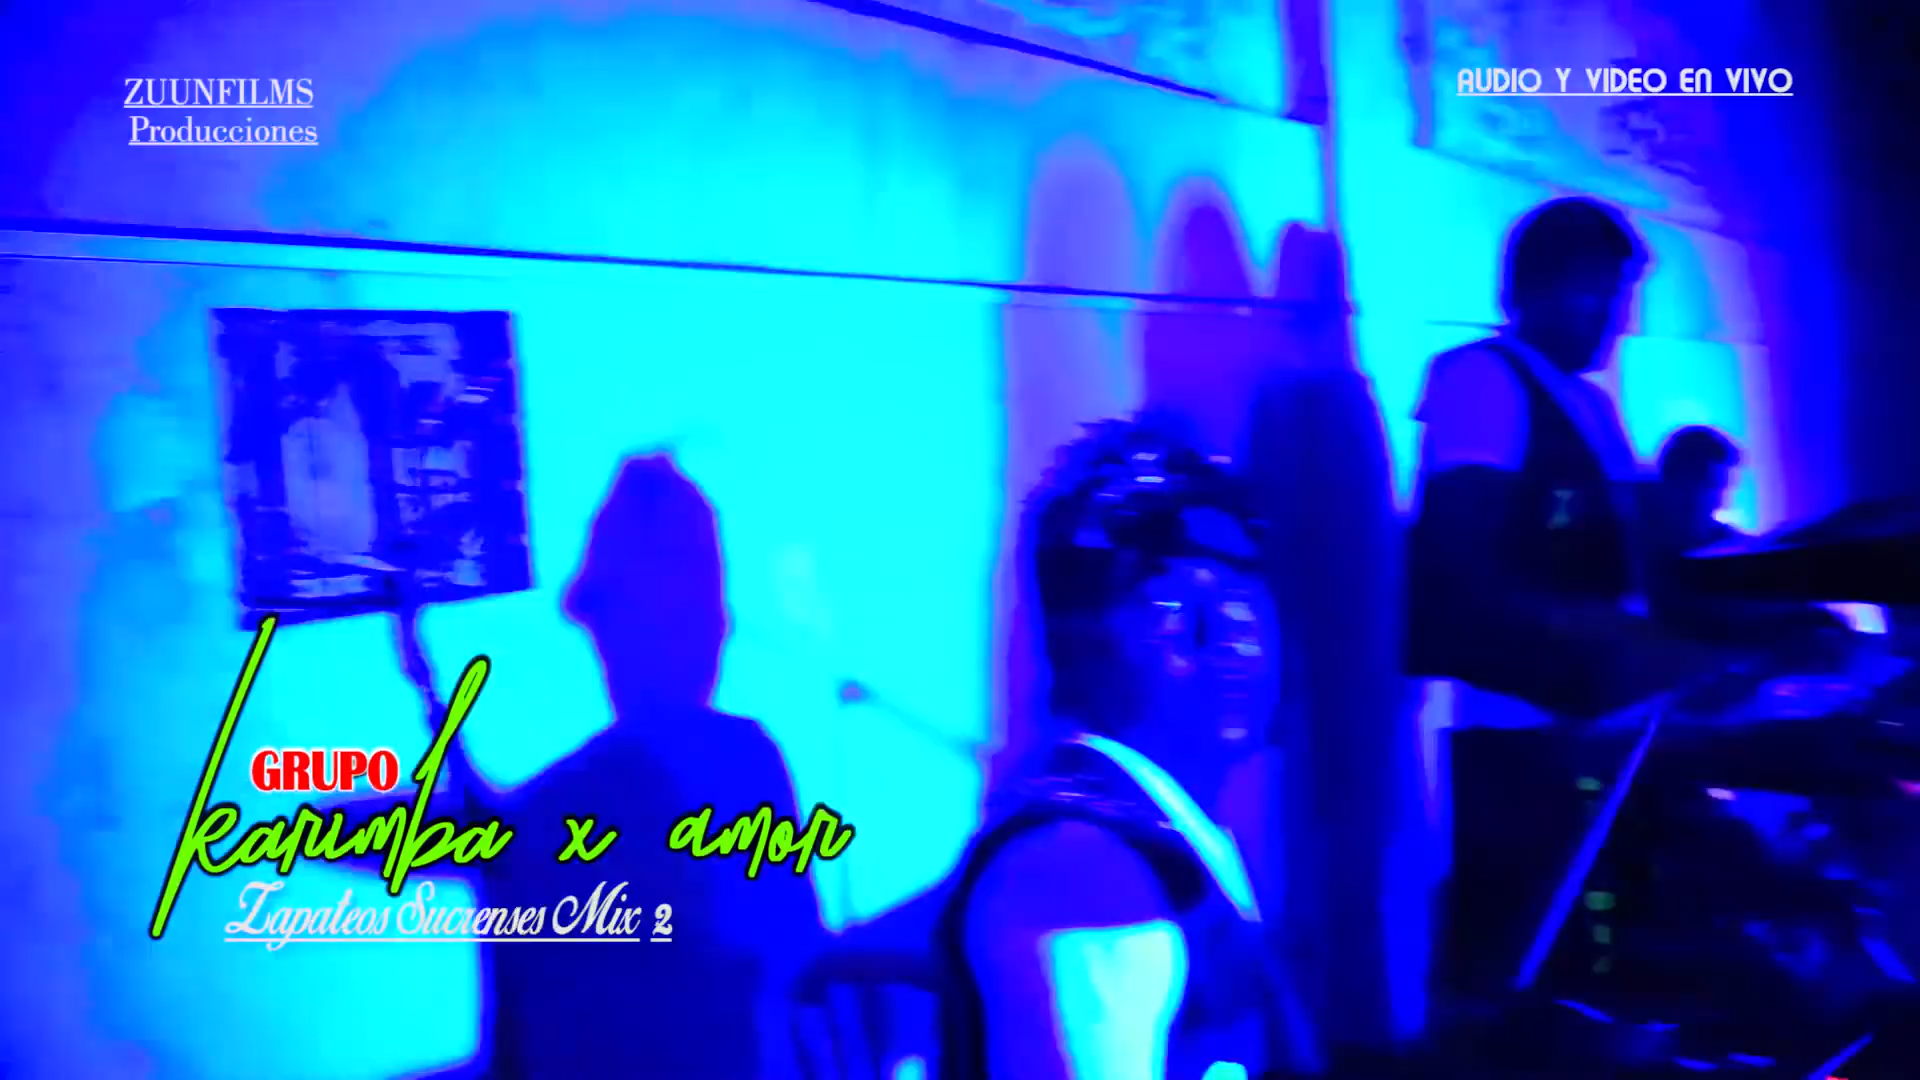 ZUUNFILMS
Producciones
AUDIO Y VIDEO EN VIVO
GRUPO
karimba x amor
Zapateos Sucrenses Mix 2